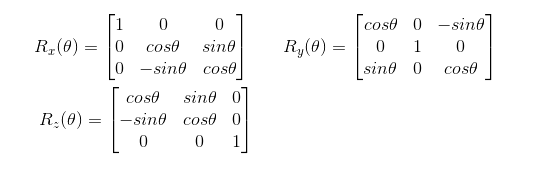 R_x(θ) = [1 0 0; 0 cosθ sinθ; 0 −sinθ cosθ] R_y(θ) = [cosθ 0 −sinθ; 0 1 0; sinθ 0 cosθ]
R_z(θ) = [cosθ sinθ 0; −sinθ cosθ 0; 0 0 1]